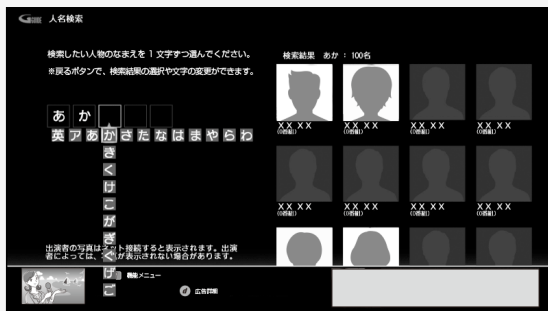 GGUIDE 人名検索
検索したい人物のなまえを1文字ずつ選んでください。
※戻るボタンで、検索結果の選択や文字の変更ができます。
検索結果 あか : 100名
あ か
英 ア あ か さ た な は ま や ら わ
き
く
け
こ
が
ぎ
ぐ
げ
ご
XX XX
XX XX
XX XX
XX XX
XX XX
XX XX
XX XX
XX XX
出演者の写真はネット接続すると表示されます。出演
者によっては、写真が表示されない場合があります。
機能メニュー
d 広告詳細